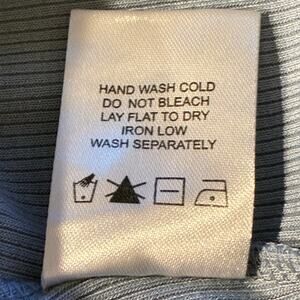 HAND WASH COLD
DO NOT BLEACH
LAY FLAT TO DRY
IRON LOW
WASH SEPARATELY